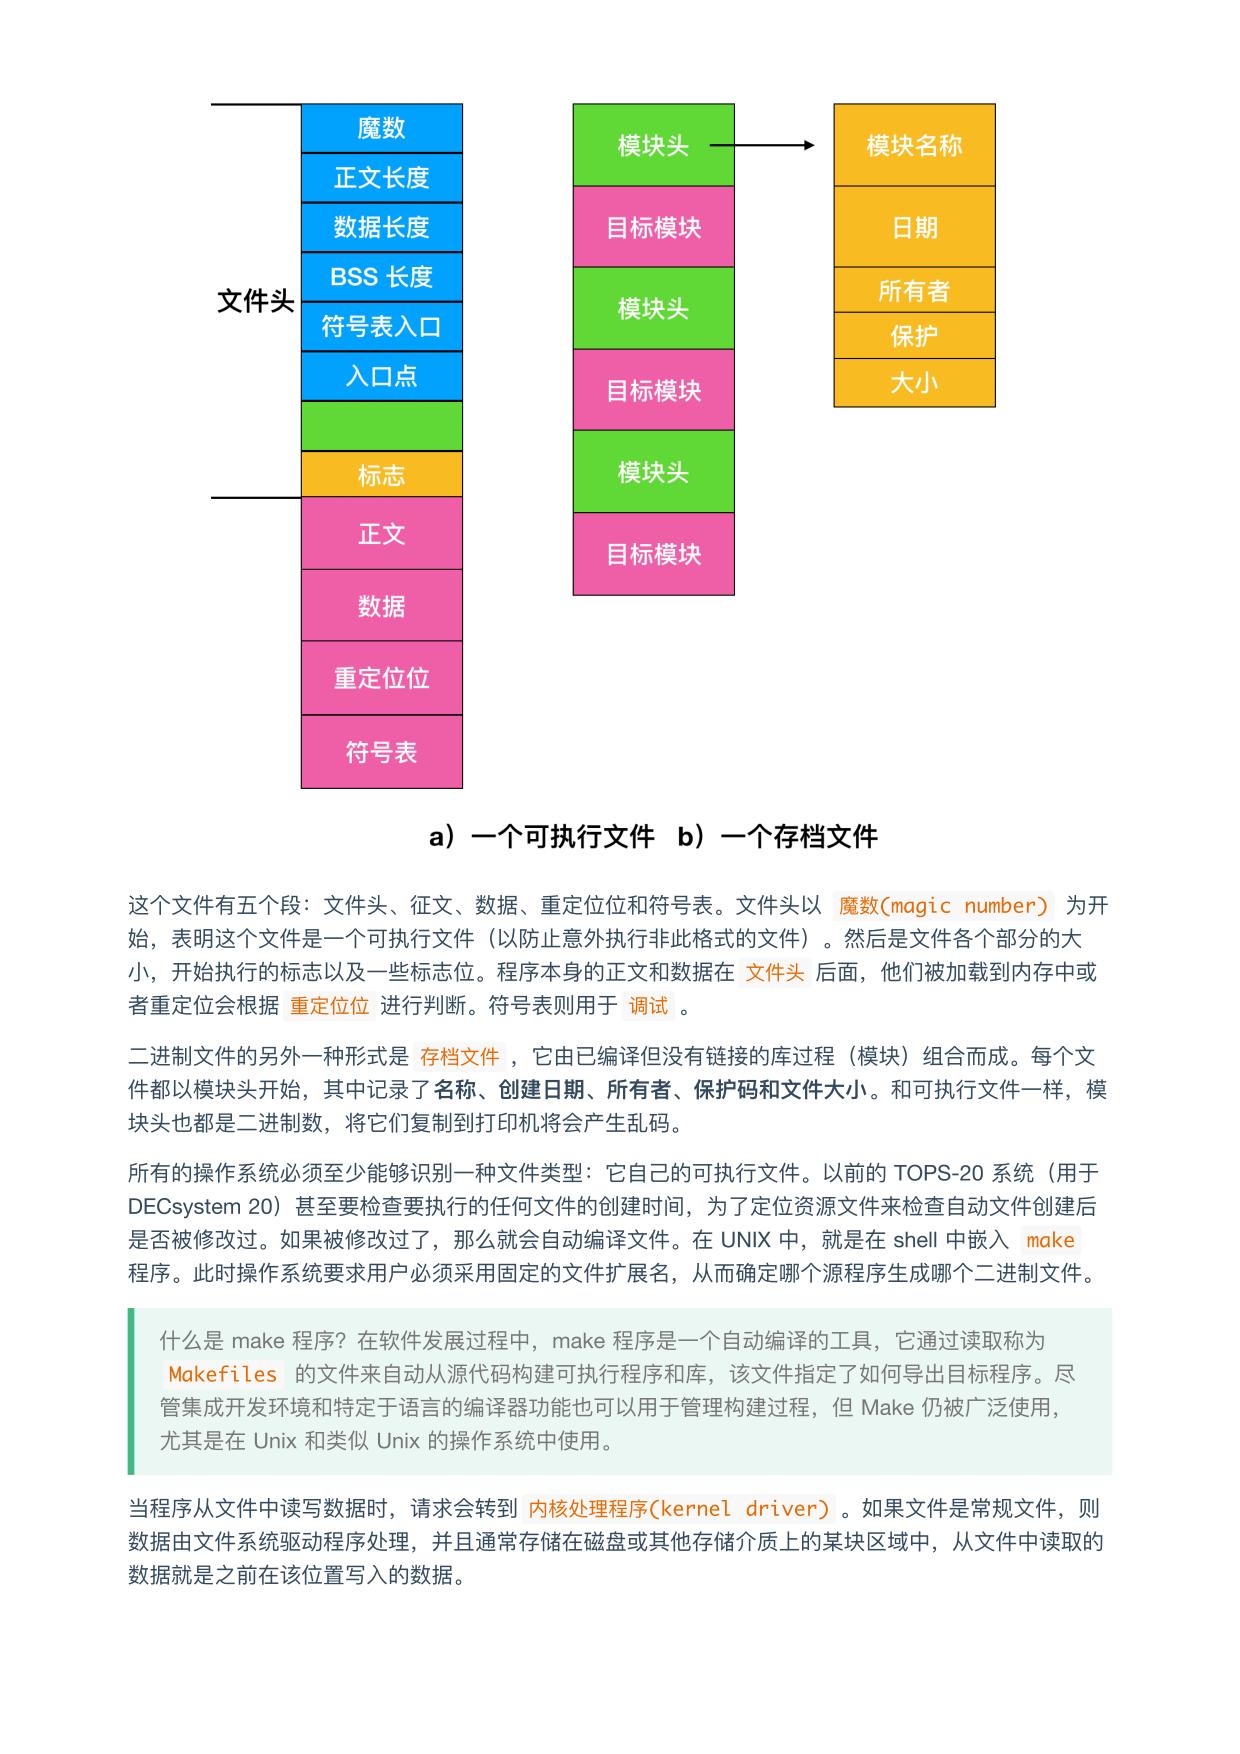 魔数
正文长度
数据长度
BSS 长度
文件头
符号表入口
入口点
标志
正文
数据
重定位位
符号表
模块头
目标模块
模块头
目标模块
模块头
目标模块
模块名称
日期
所有者
保护
大小
a）一个可执行文件 b）一个存档文件
这个文件有五个段：文件头、征文、数据、重定位位和符号表。文件头以 魔数(magic number) 为开
始，表明这个文件是一个可执行文件（以防止意外执行非此格式的文件）。然后是文件各个部分的大
小，开始执行的标志以及一些标志位。程序本身的正文和数据在 文件头 后面，他们被加载到内存中或
者重定位会根据 重定位位 进行判断。符号表则用于 调试 。
二进制文件的另外一种形式是 存档文件 ，它由已编译但没有链接的库过程（模块）组合而成。每个文
件都以模块头开始，其中记录了名称、创建日期、所有者、保护码和文件大小。和可执行文件一样，模
块头也都是二进制数，将它们复制到打印机将会产生乱码。
所有的操作系统必须至少能够识别一种文件类型：它自己的可执行文件。以前的 TOPS-20 系统（用于
DECsystem 20）甚至要检查要执行的任何文件的创建时间，为了定位资源文件来检查自动文件创建后
是否被修改过。如果被修改过了，那么就会自动编译文件。在 UNIX 中，就是在 shell 中嵌入 make
程序。此时操作系统要求用户必须采用固定的文件扩展名，从而确定哪个源程序生成哪个二进制文件。
什么是 make 程序？在软件发展过程中，make 程序是一个自动编译的工具，它通过读取称为
Makefiles 的文件来自动从源代码构建可执行程序和库，该文件指定了如何导出目标程序。尽
管集成开发环境和特定于语言的编译器功能也可以用于管理构建过程，但 Make 仍被广泛使用，
尤其是在 Unix 和类似 Unix 的操作系统中使用。
当程序从文件中读写数据时，请求会转到 内核处理程序(kernel driver) 。如果文件是常规文件，则
数据由文件系统驱动程序处理，并且通常存储在磁盘或其他存储介质上的某块区域中，从文件中读取的
数据就是之前在该位置写入的数据。